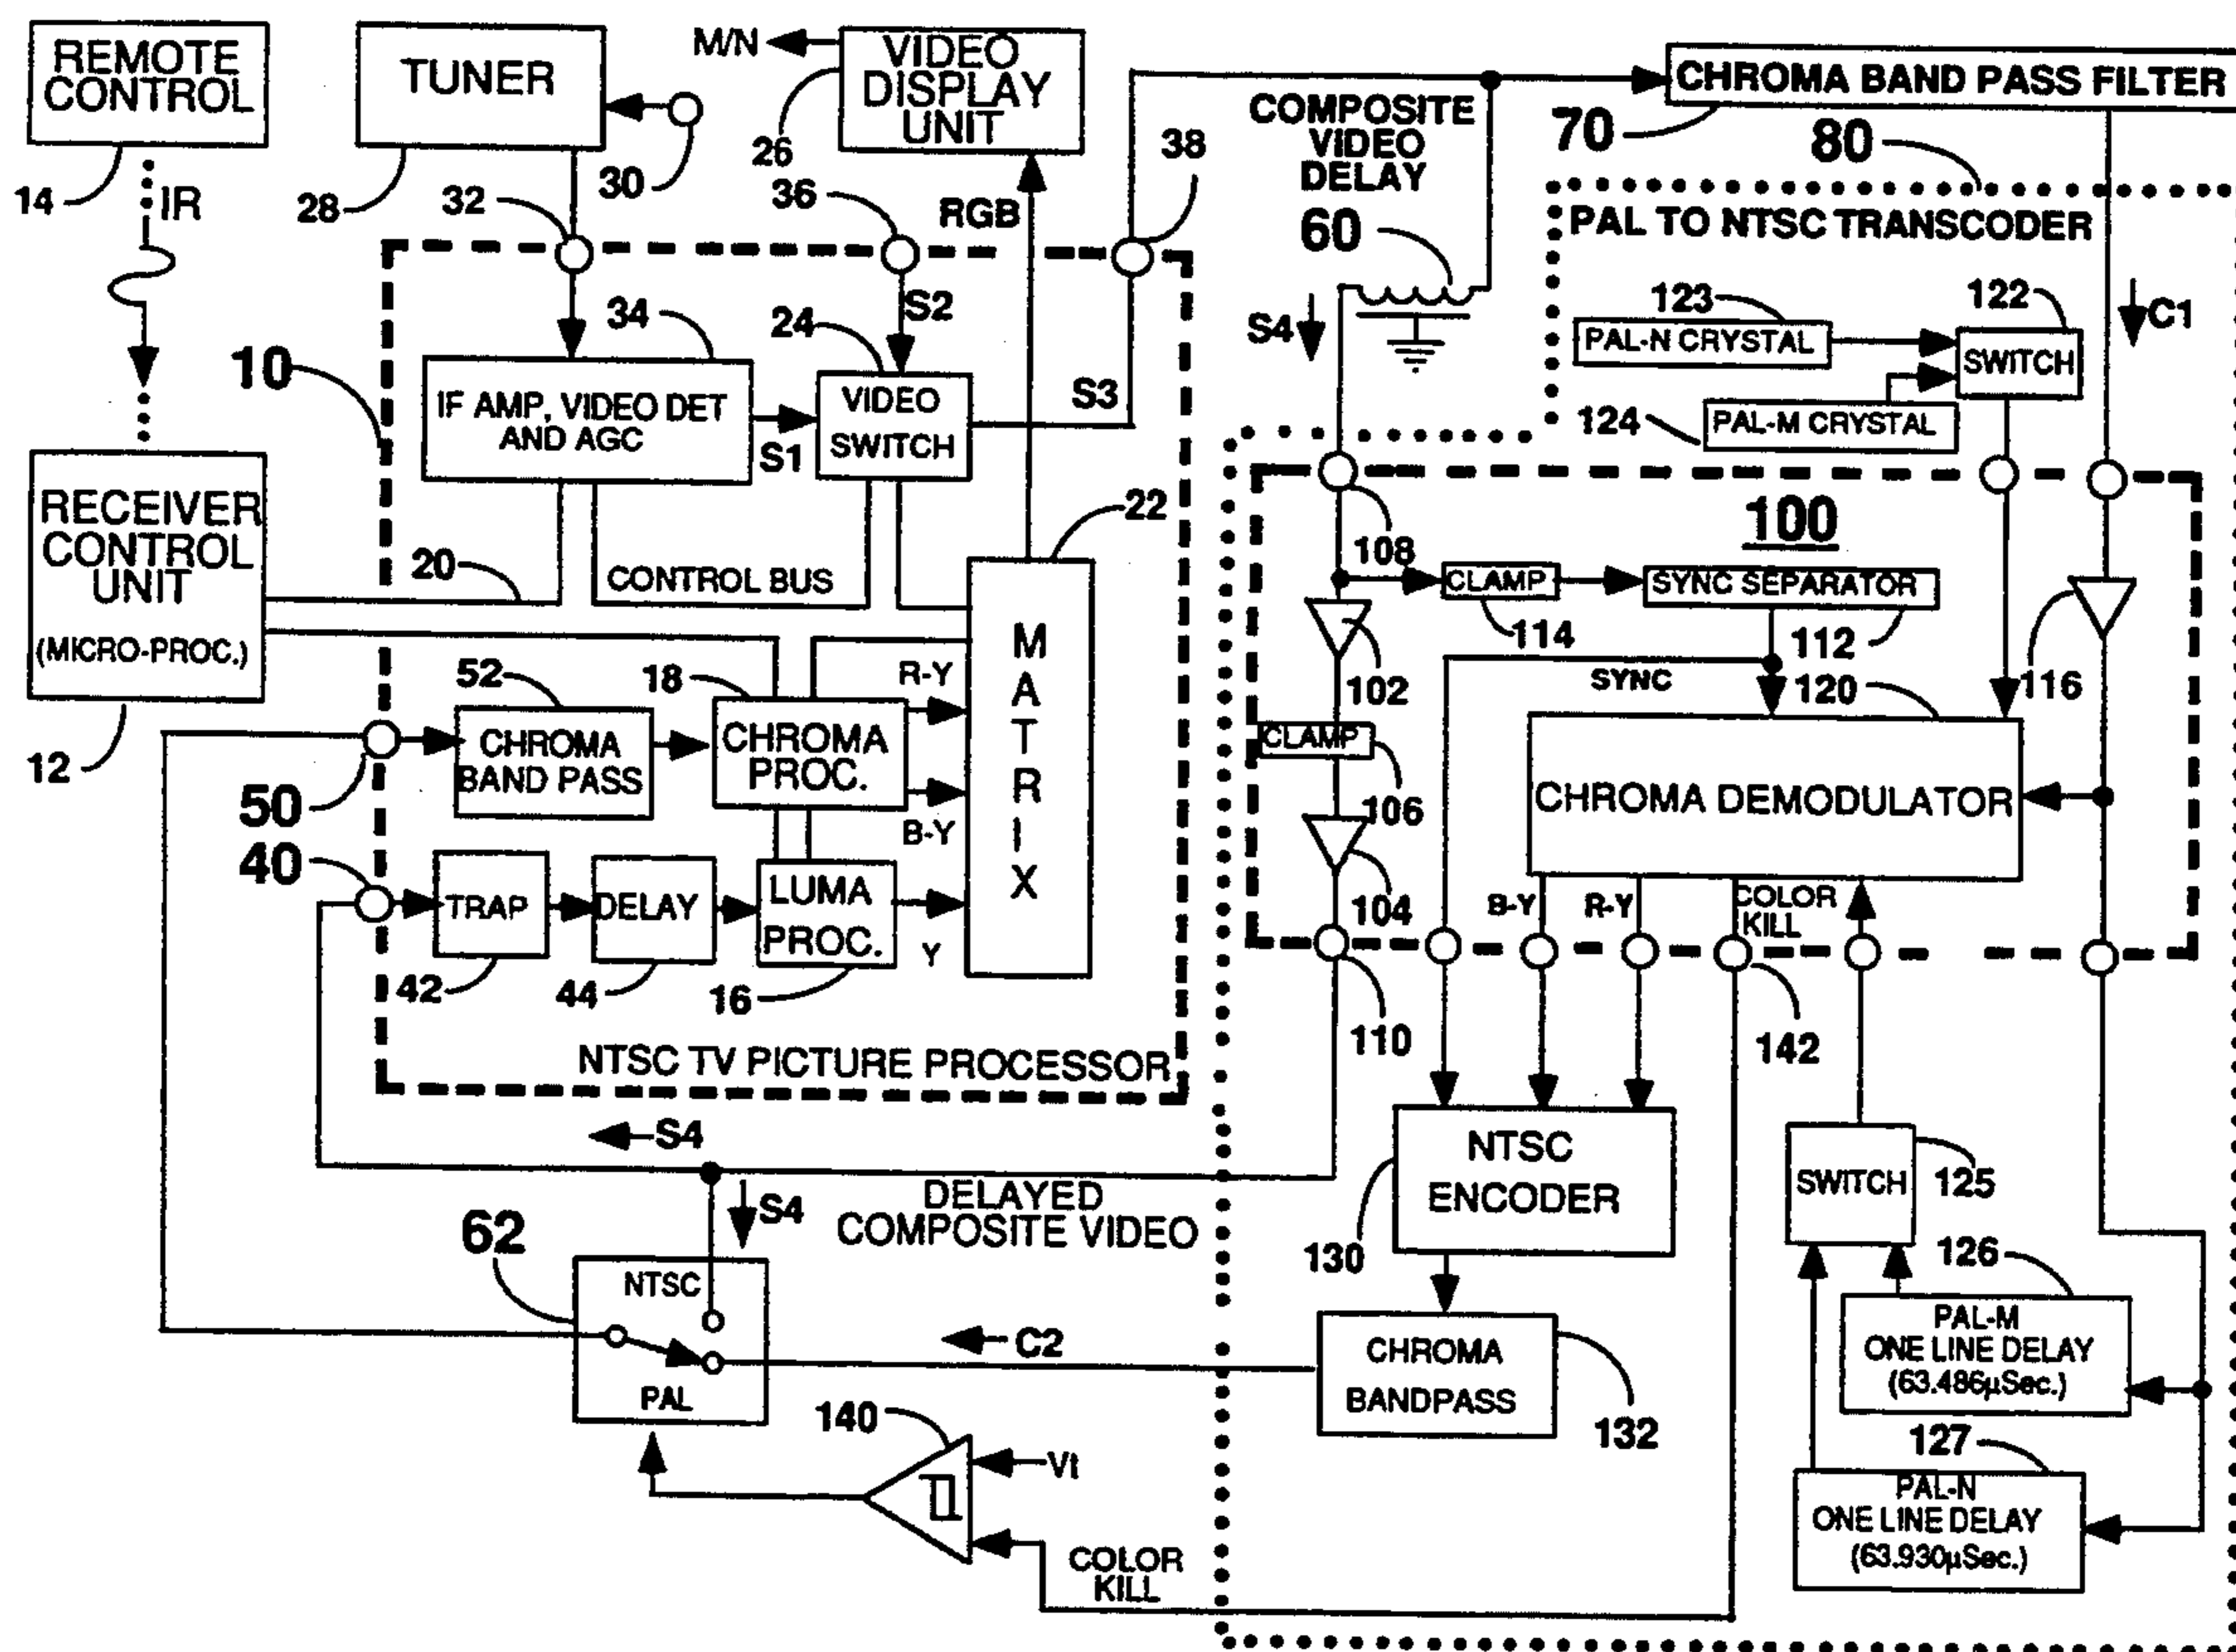 REMOTE
CONTROL
14
IR
TUNER
28
30
32
M/N
VIDEO
DISPLAY
UNIT
26
36
RGB
38
COMPOSITE
VIDEO
DELAY
60
CHROMA BAND PASS FILTER
70
80
PAL TO NTSC TRANSCODER
123
122
C1
PAL-N CRYSTAL
SWITCH
124
PAL-M CRYSTAL
S4
10
34
24
S2
IF AMP, VIDEO DET
AND AGC
S1
VIDEO
SWITCH
S3
RECEIVER
CONTROL
UNIT
(MICRO-PROC.)
12
20
CONTROL BUS
22
MATRIX
52
18
R-Y
CHROMA
BAND PASS
CHROMA
PROC.
B-Y
50
40
TRAP
DELAY
LUMA
PROC.
Y
42
44
16
NTSC TV PICTURE PROCESSOR
100
108
CLAMP
SYNC SEPARATOR
114
112
102
SYNC
120
116
CLAMP
106
CHROMA DEMODULATOR
104
B-Y
R-Y
COLOR
KILL
110
142
S4
DELAYED
COMPOSITE VIDEO
S4
NTSC
ENCODER
130
SWITCH
125
62
NTSC
PAL
C2
CHROMA
BANDPASS
132
126
PAL-M
ONE LINE DELAY
(63.486µSec.)
127
PAL-N
ONE LINE DELAY
(63.930µSec.)
140
Vt
COLOR
KILL